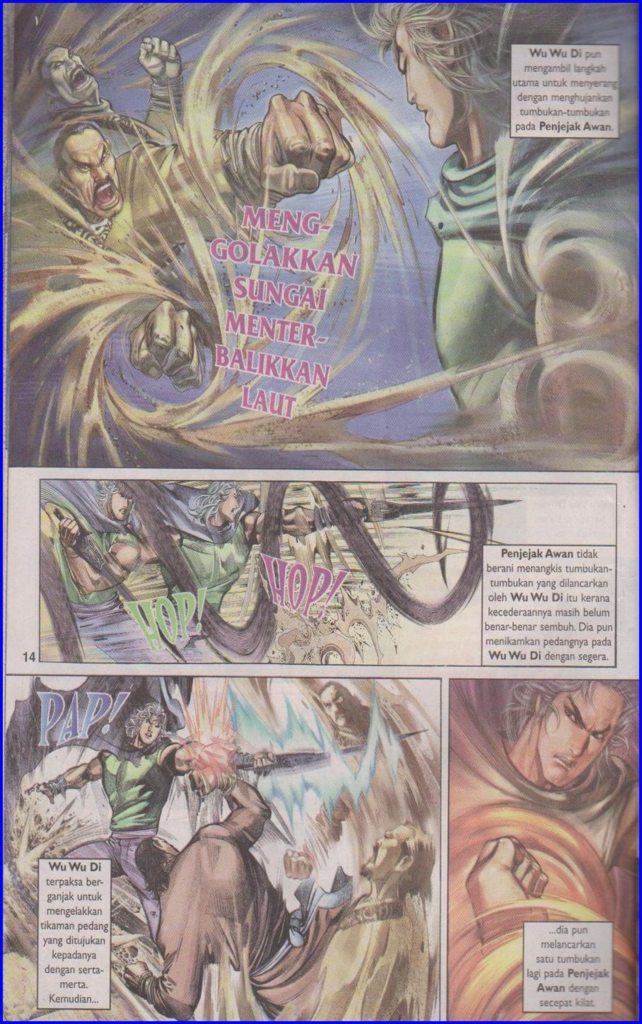 Wu Wu Di pun
mengambil langkah
utama untuk menyerang
dengan menghujankan
tumbukan-tumbukan
pada Penjejak Awan.
MENG-
GOLAKKAN
SUNGAI
MENTER-
BALIKKAN
LAUT
HOP!
HOP!
Penjejak Awan tidak
berani menangkis tumbukan-
tumbukan yang dilancarkan
oleh Wu Wu Di itu kerana
kecederaannya masih belum
benar-benar sembuh. Dia pun
menikamkan pedangnya pada
Wu Wu Di dengan segera.
14
PAP!
Wu Wu Di
terpaksa ber-
ganjak untuk
mengelakkan
tikaman pedang
yang ditujukan
kepadanya
dengan serta-
merta.
Kemudian...
...dia pun
melancarkan
satu tumbukan
lagi pada Penjejak
Awan dengan
secepat kilat.